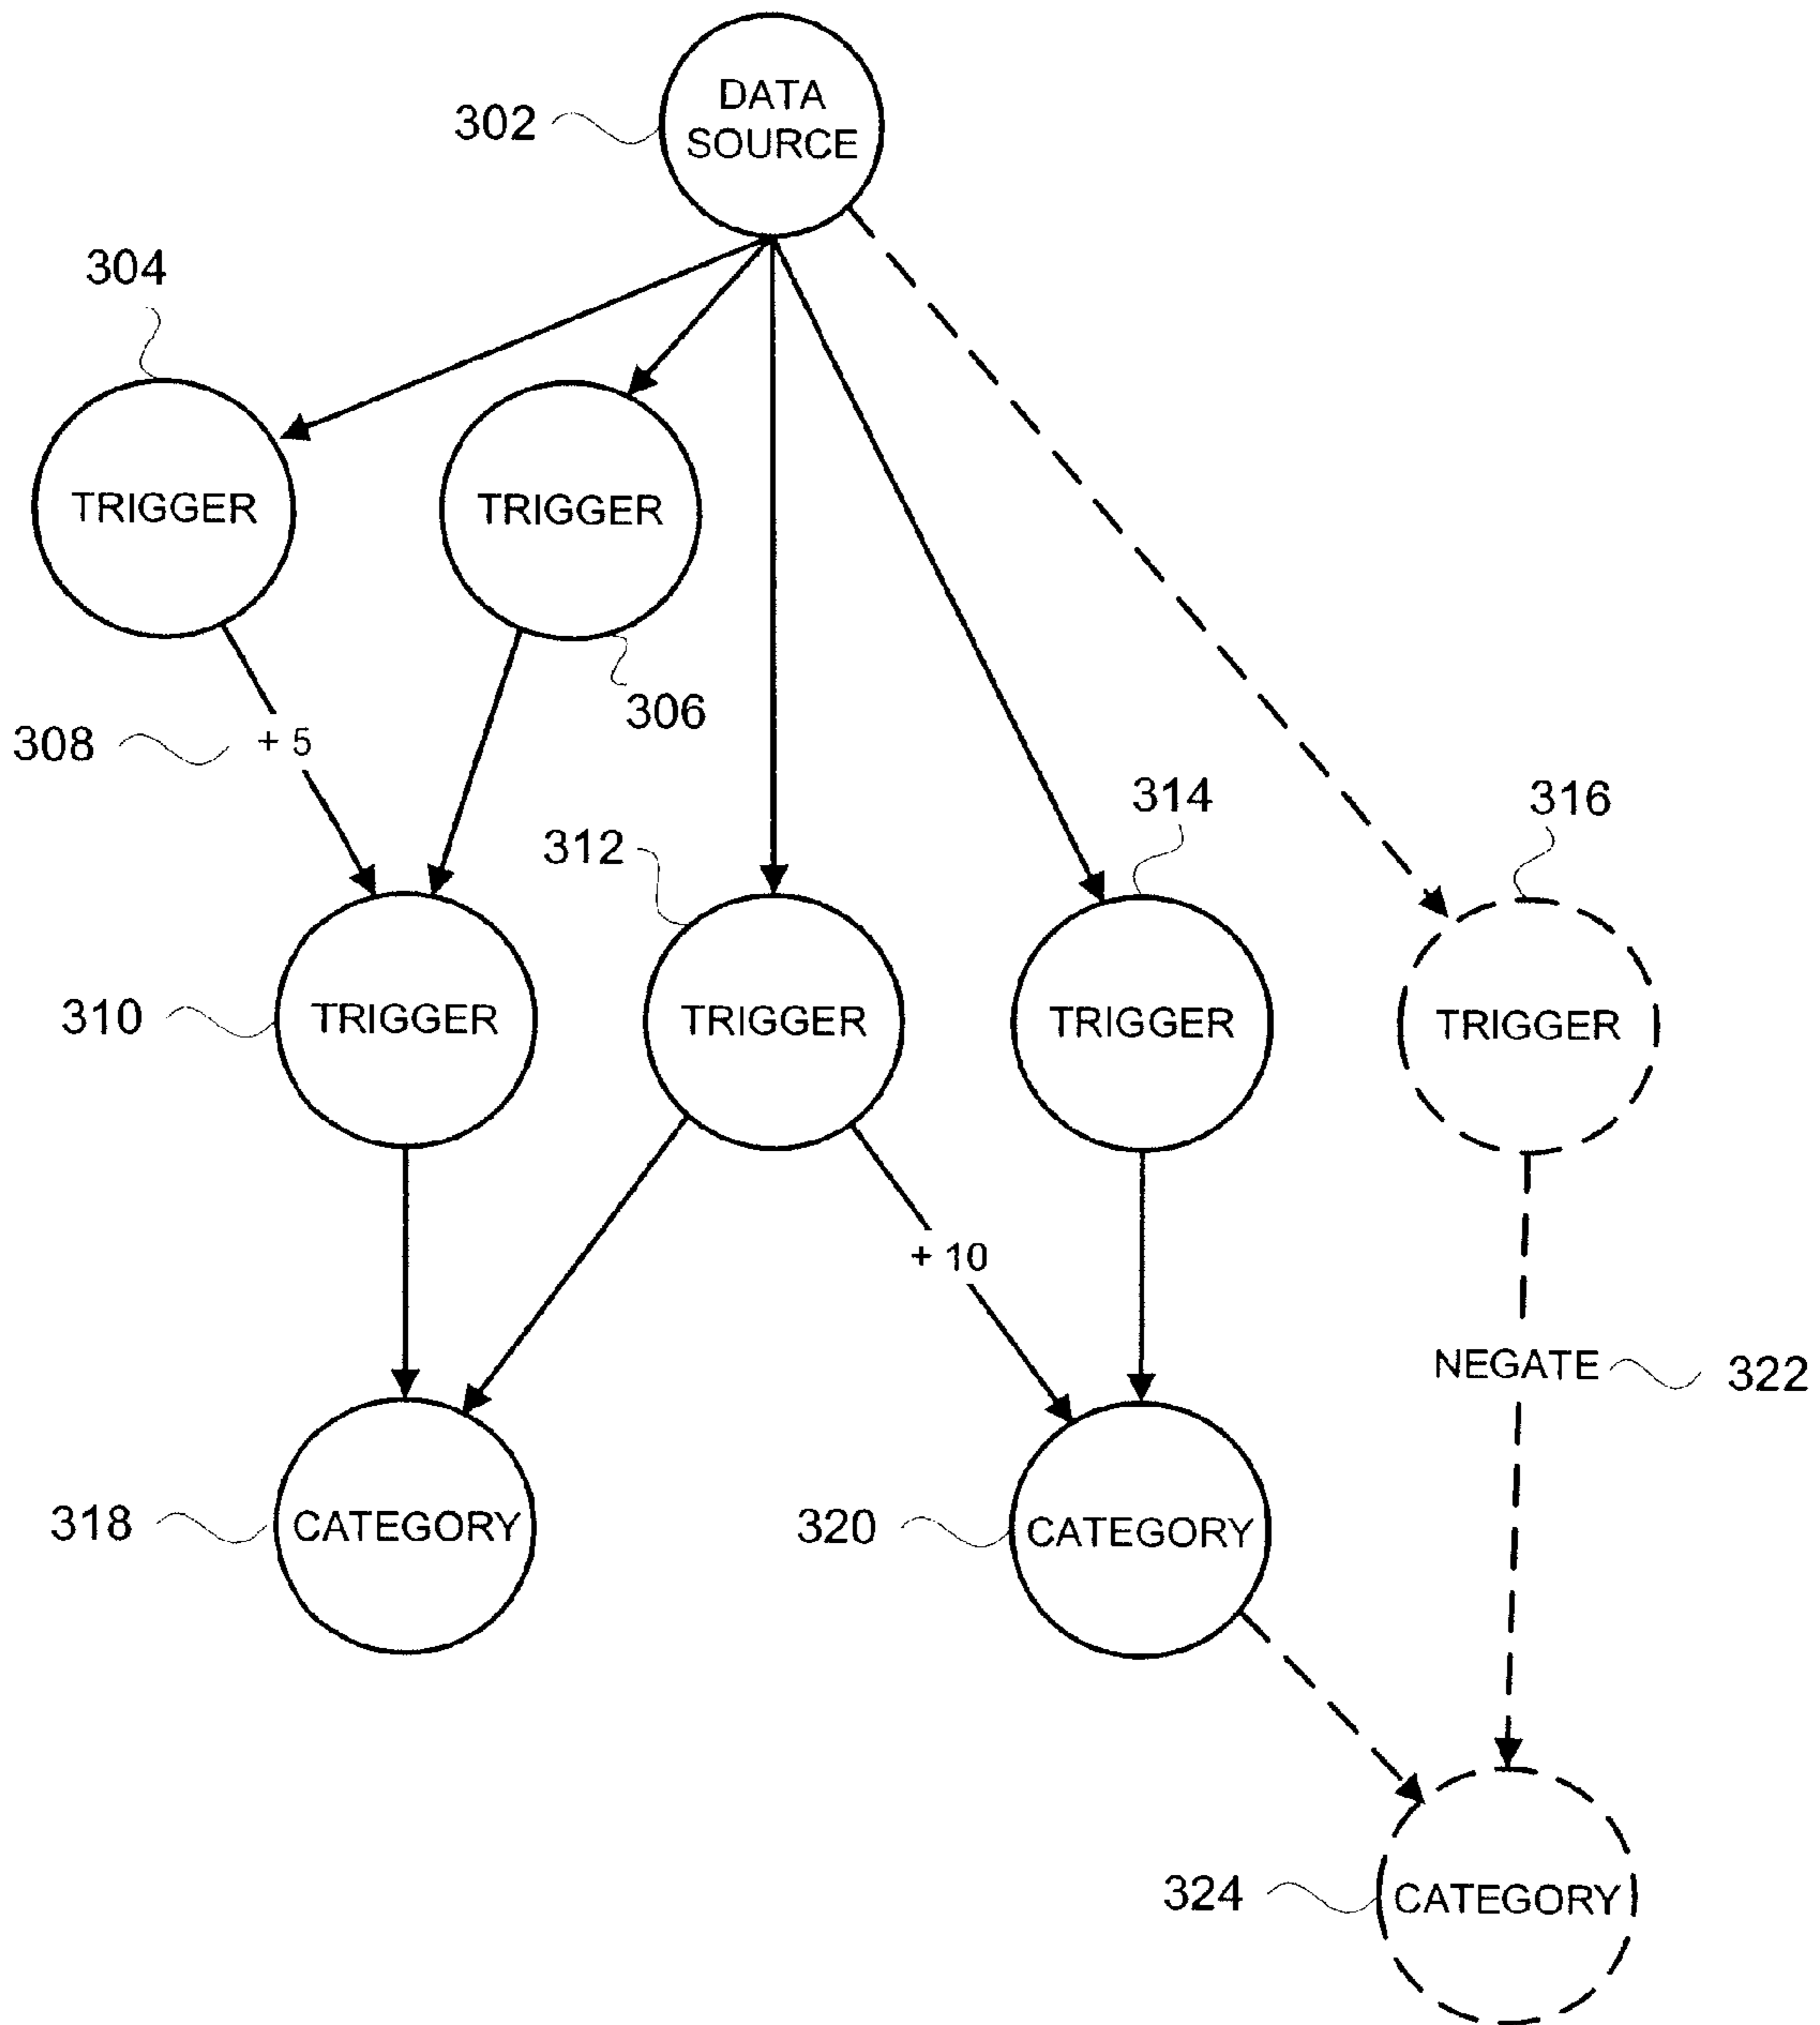 DATA
SOURCE
302
304
TRIGGER
TRIGGER
306
308
+ 5
314
316
312
310
TRIGGER
TRIGGER
TRIGGER
TRIGGER
+ 10
NEGATE
322
318
CATEGORY
320
CATEGORY
324
CATEGORY